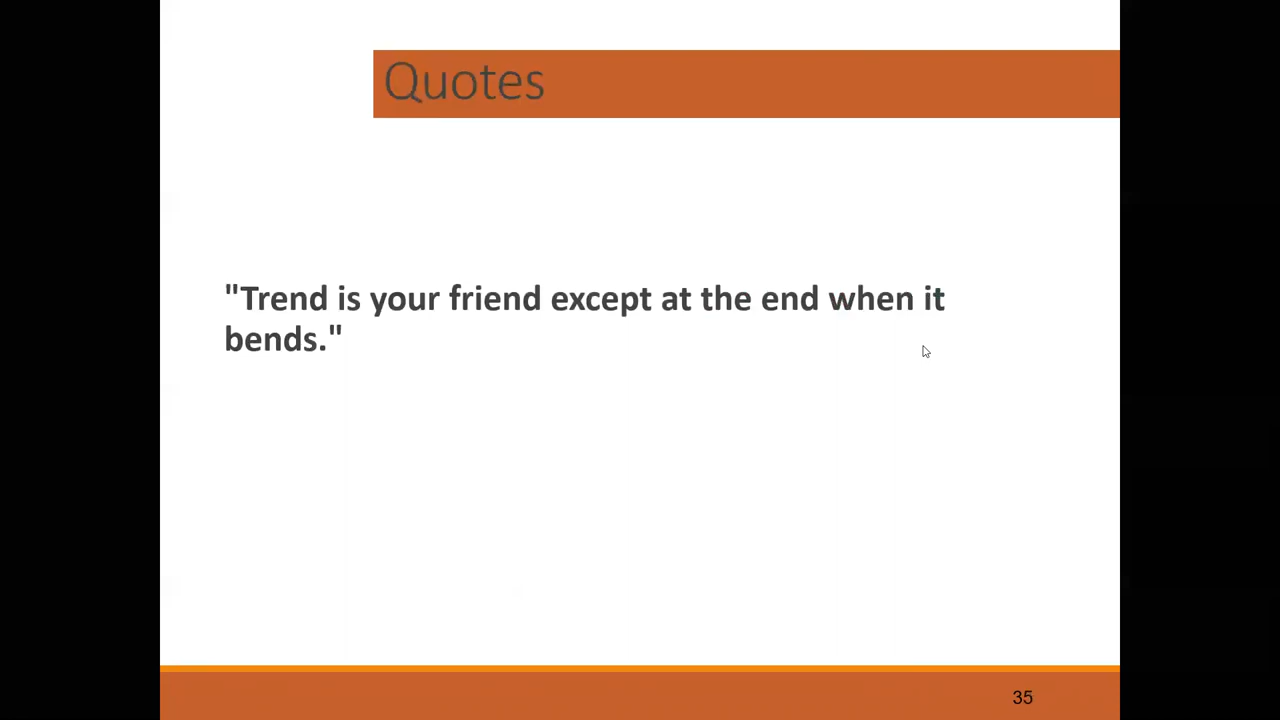 Quotes
"Trend is your friend except at the end when it
bends."
35